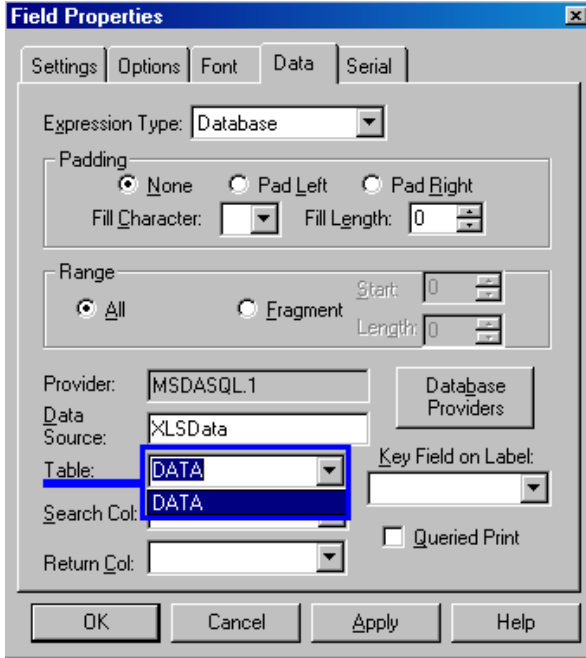 Field Properties
Settings Options Font Data Serial
Expression Type: Database
Padding
None Pad Left Pad Right
Fill Character: Fill Length: 0
Range
All Fragment Start: 0
Length: 0
Provider: MSDASQL.1 Database Providers
Data Source: XLSData
Table: DATA Key Field on Label:
DATA
Search Col:
Queried Print
Return Col:
OK Cancel Apply Help